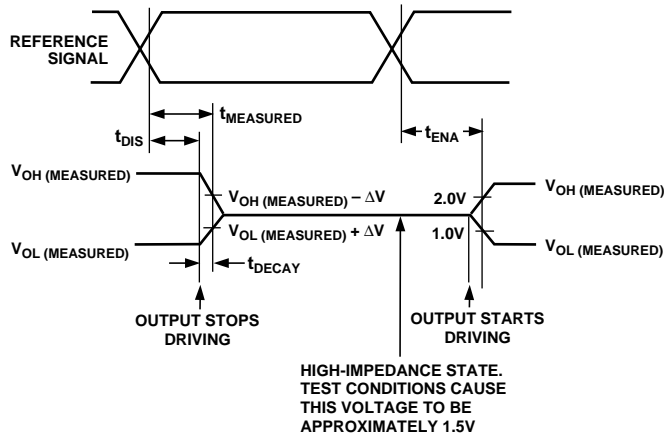 REFERENCE
SIGNAL
tMEASURED
tDIS
tENA
VOH (MEASURED)
VOH (MEASURED) – ΔV
2.0V
VOH (MEASURED)
VOL (MEASURED)
VOL (MEASURED) + ΔV
1.0V
VOL (MEASURED)
tDECAY
OUTPUT STOPS
DRIVING
OUTPUT STARTS
DRIVING
HIGH-IMPEDANCE STATE.
TEST CONDITIONS CAUSE
THIS VOLTAGE TO BE
APPROXIMATELY 1.5V